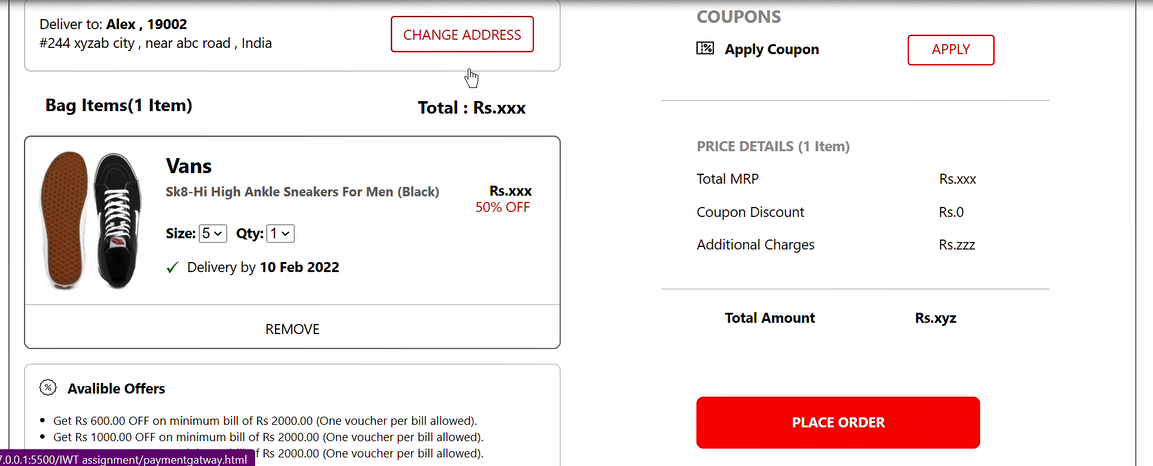 Deliver to: Alex , 19002
#244 xyzab city , near abc road , India
CHANGE ADDRESS
Bag Items(1 Item)
Total : Rs.xxx
Vans
Sk8-Hi High Ankle Sneakers For Men (Black)
Rs.xxx
50% OFF
Size: 5 Qty: 1
Delivery by 10 Feb 2022
REMOVE
Avalible Offers
Get Rs 600.00 OFF on minimum bill of Rs 2000.00 (One voucher per bill allowed).
Get Rs 1000.00 OFF on minimum bill of Rs 2000.00 (One voucher per bill allowed).
of Rs 2000.00 (One voucher per bill allowed).
7.0.0.1:5500/IWT assignment/paymentgatway.html
COUPONS
Apply Coupon
APPLY
PRICE DETAILS (1 Item)
Total MRP Rs.xxx
Coupon Discount Rs.0
Additional Charges Rs.zzz
Total Amount Rs.xyz
PLACE ORDER